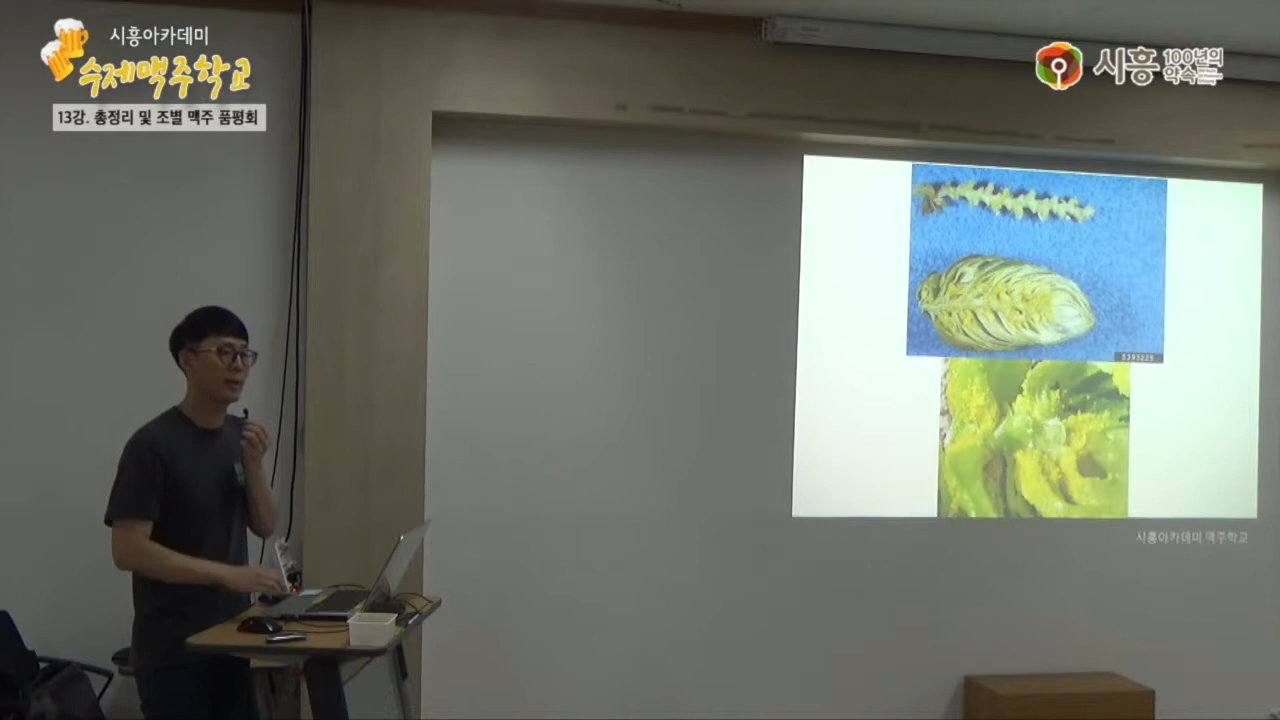 시흥아카데미
수제맥주학교
13강. 총정리 및 조별 맥주 품평회
시흥
100년의
약속
5393225
시흥아카데미 맥주학교